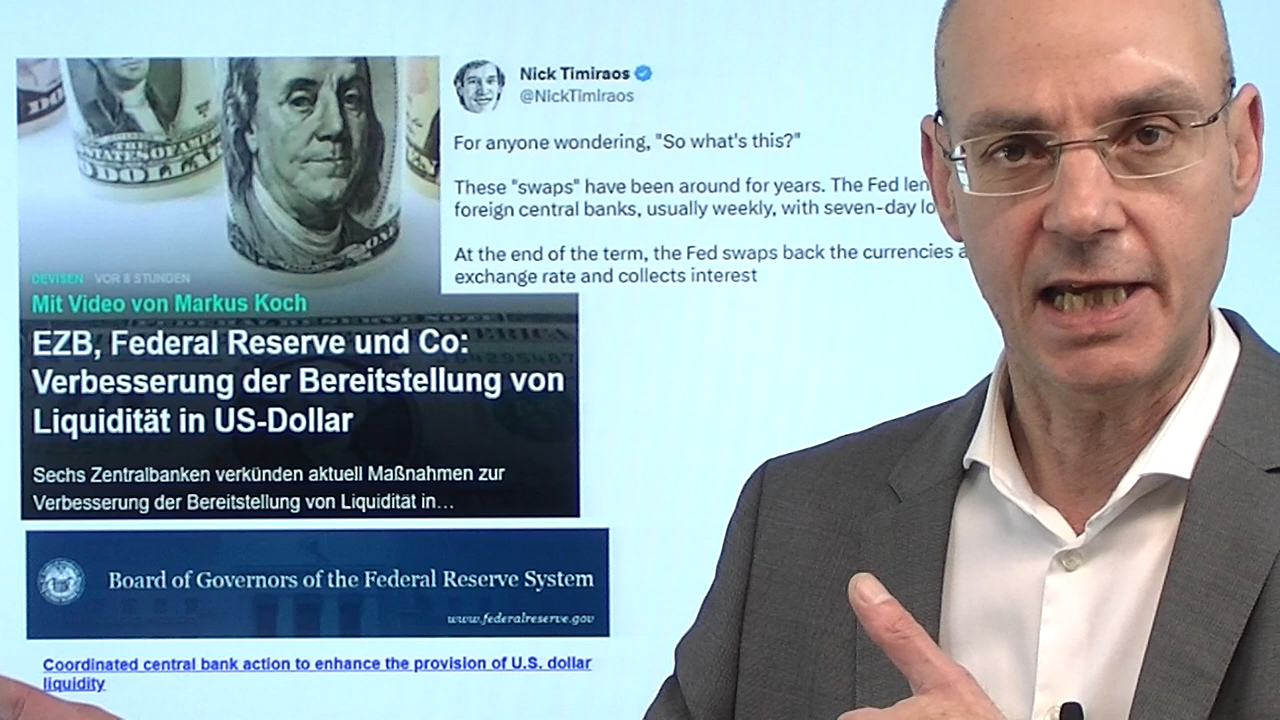 Nick Timiraos
@NickTimiraos
For anyone wondering, "So what's this?"
These "swaps" have been around for years. The Fed len
foreign central banks, usually weekly, with seven-day lo
At the end of the term, the Fed swaps back the currencies a
exchange rate and collects interest
DEVISEN VOR 8 STUNDEN
Mit Video von Markus Koch
EZB, Federal Reserve und Co:
Verbesserung der Bereitstellung von
Liquidität in US-Dollar
Sechs Zentralbanken verkünden aktuell Maßnahmen zur
Verbesserung der Bereitstellung von Liquidität in…
Board of Governors of the Federal Reserve System
www.federalreserve.gov
Coordinated central bank action to enhance the provision of U.S. dollar
liquidity